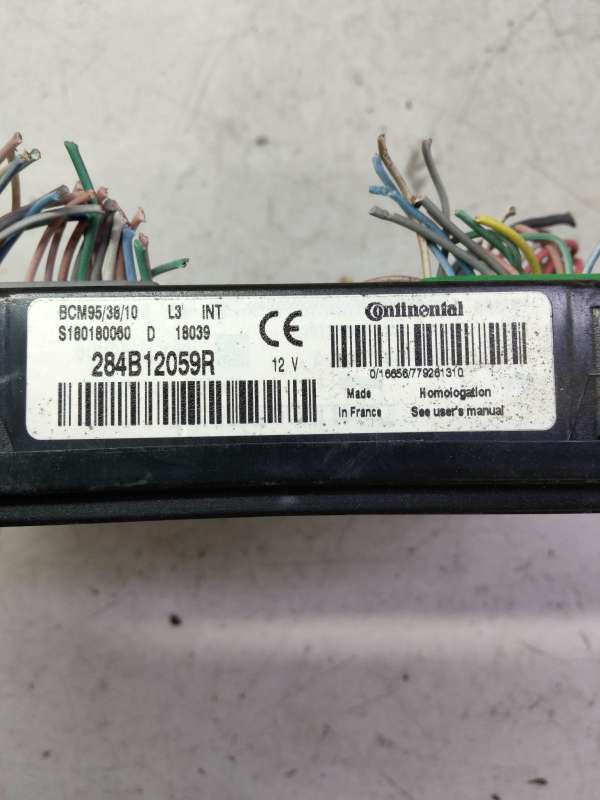 BCM95/38/10 L3 INT
S180180060 D 18039
284B12059R
12 V
CE
Continental
0/16656/779261310
Made
in France
Homologation
See user's manual